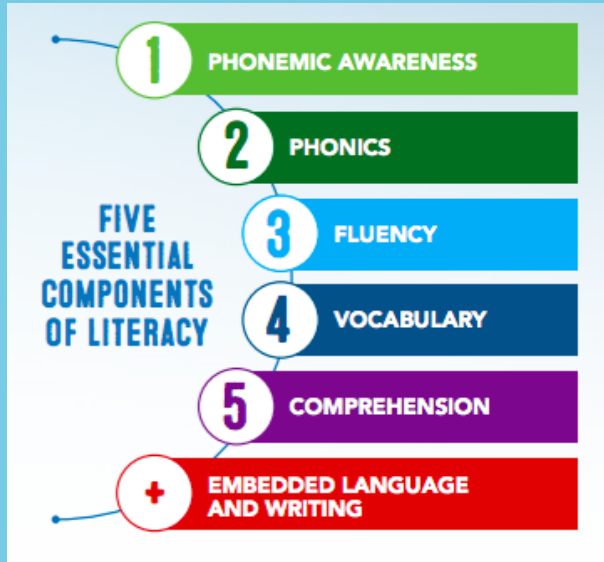 1 PHONEMIC AWARENESS
2 PHONICS
FIVE
ESSENTIAL
COMPONENTS
OF LITERACY
3 FLUENCY
4 VOCABULARY
5 COMPREHENSION
+ EMBEDDED LANGUAGE
AND WRITING